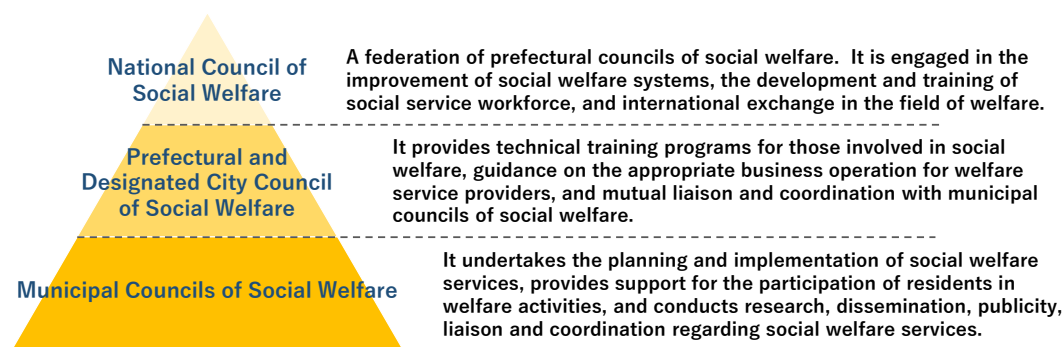 National Council of
Social Welfare
A federation of prefectural councils of social welfare.  It is engaged in the
improvement of social welfare systems, the development and training of
social service workforce, and international exchange in the field of welfare.
Prefectural and
Designated City Council
of Social Welfare
It provides technical training programs for those involved in social
welfare, guidance on the appropriate business operation for welfare
service providers, and mutual liaison and coordination with municipal
councils of social welfare.
Municipal Councils of Social Welfare
It undertakes the planning and implementation of social welfare
services, provides support for the participation of residents in
welfare activities, and conducts research, dissemination, publicity,
liaison and coordination regarding social welfare services.